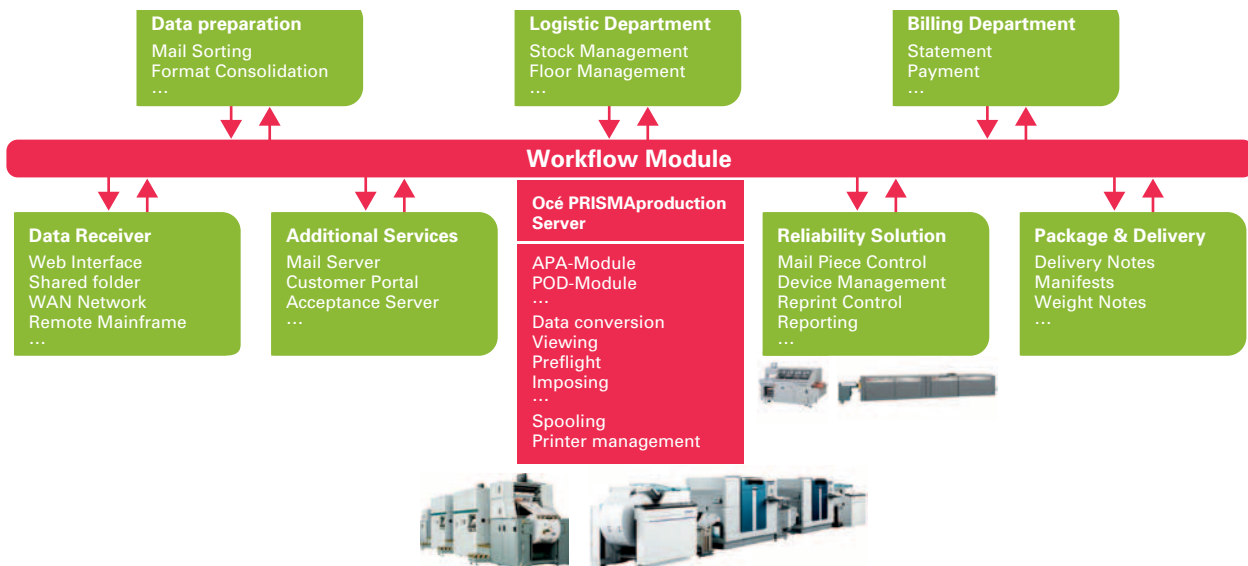 Data preparation
Mail Sorting
Format Consolidation
…
Logistic Department
Stock Management
Floor Management
…
Billing Department
Statement
Payment
…
Workflow Module
Data Receiver
Web Interface
Shared folder
WAN Network
Remote Mainframe
…
Additional Services
Mail Server
Customer Portal
Acceptance Server
…
Océ PRISMAproduction
Server
APA-Module
POD-Module
…
Data conversion
Viewing
Preflight
Imposing
…
Spooling
Printer management
Reliability Solution
Mail Piece Control
Device Management
Reprint Control
Reporting
…
Package & Delivery
Delivery Notes
Manifests
Weight Notes
…